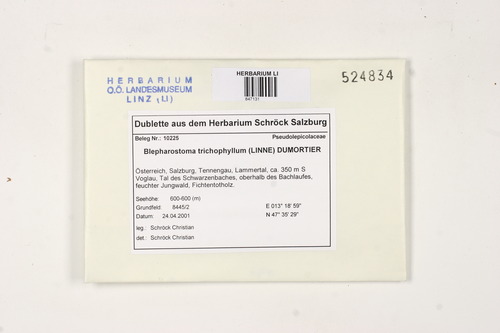 HERBARIUM
O.Ö. LANDESMUSEUM
LINZ (LI)
HERBARIUM LI
647131
524834
Dublette aus dem Herbarium Schröck Salzburg
Beleg Nr.: 10225 Pseudolepicolaceae
Blepharostoma trichophyllum (LINNE) DUMORTIER
Österreich, Salzburg, Tennengau, Lammertal, ca. 350 m S
Voglau, Tal des Schwarzenbaches, oberhalb des Bachlaufes,
feuchter Jungwald, Fichtentotholz.
Seehöhe: 600-600 (m)
Grundfeld: 8445/2 E 013° 18' 59"
Datum: 24.04.2001 N 47° 35' 29"
leg.: Schröck Christian
det.: Schröck Christian